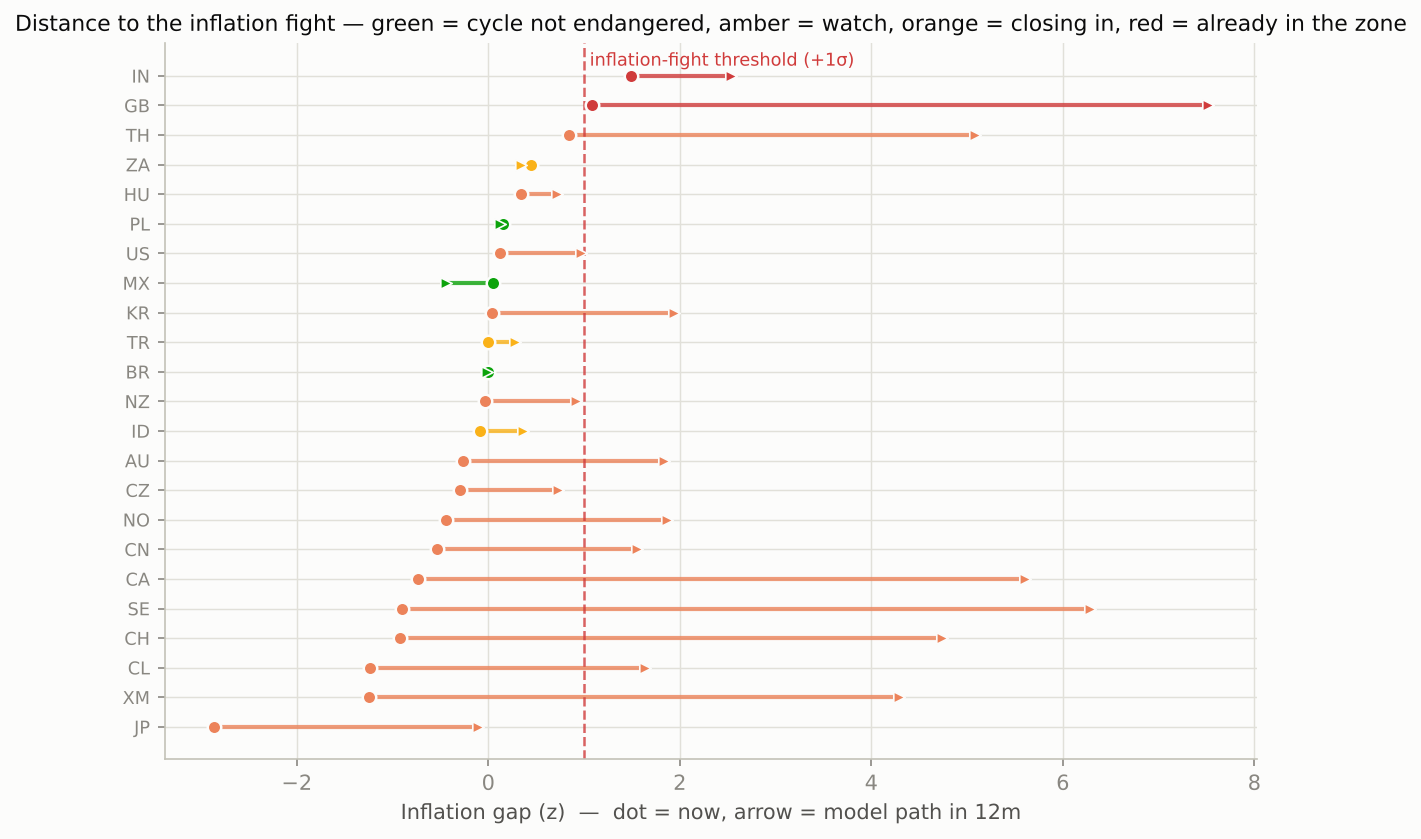 Distance to the inflation fight — green = cycle not endangered, amber = watch, orange = closing in, red = already in the zone
inflation-fight threshold (+1σ)
IN
GB
TH
ZA
HU
PL
US
MX
KR
TR
BR
NZ
ID
AU
CZ
NO
CN
CA
SE
CH
CL
XM
JP
−2 0 2 4 6 8
Inflation gap (z) — dot = now, arrow = model path in 12m